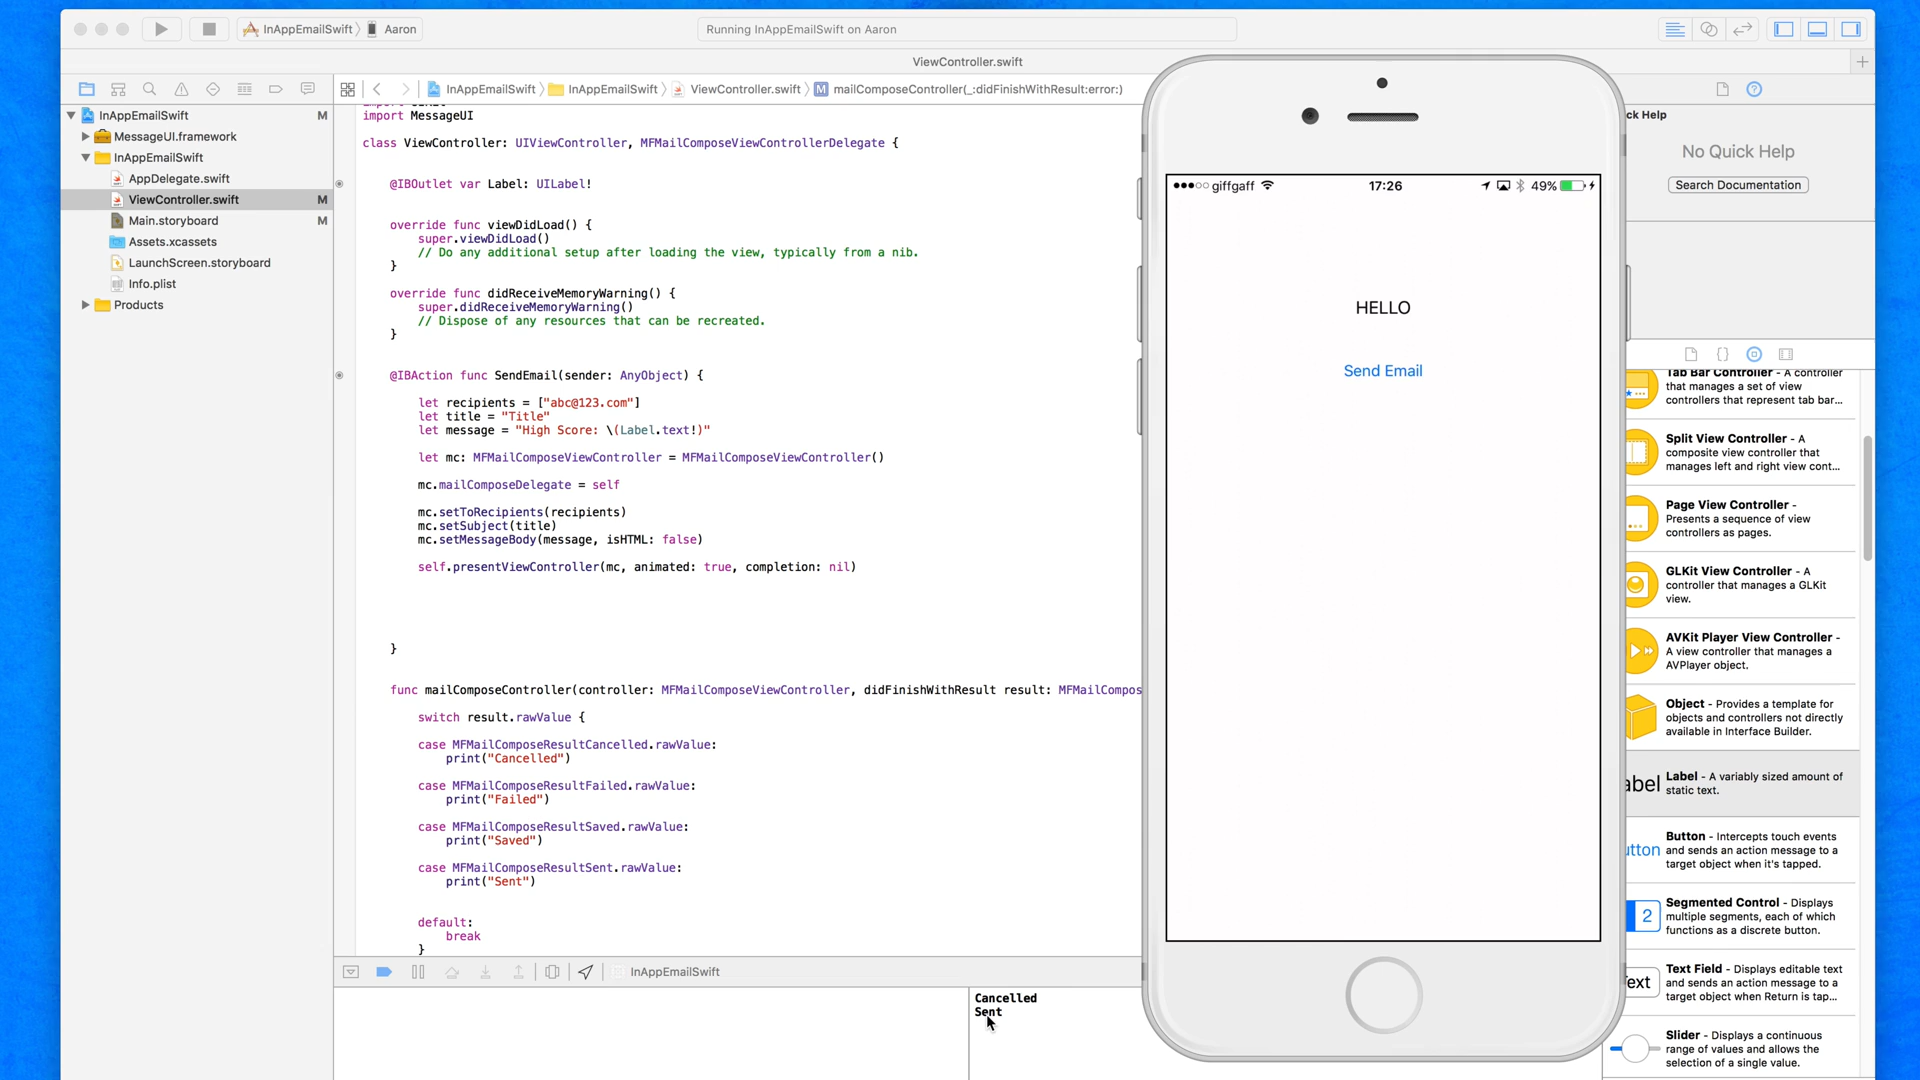 InAppEmailSwift
Aaron
Running InAppEmailSwift on Aaron
ViewController.swift
InAppEmailSwift
InAppEmailSwift
ViewController.swift
M
mailComposeController(_:didFinishWithResult:error:)
InAppEmailSwift
M
MessageUI.framework
InAppEmailSwift
AppDelegate.swift
ViewController.swift
M
Main.storyboard
M
Assets.xcassets
LaunchScreen.storyboard
Info.plist
Products
import MessageUI
class ViewController: UIViewController, MFMailComposeViewControllerDelegate {
@IBOutlet var Label: UILabel!
override func viewDidLoad() {
super.viewDidLoad()
// Do any additional setup after loading the view, typically from a nib.
}
override func didReceiveMemoryWarning() {
super.didReceiveMemoryWarning()
// Dispose of any resources that can be recreated.
}
@IBAction func SendEmail(sender: AnyObject) {
let recipients = ["abc@123.com"]
let title = "Title"
let message = "High Score: \(Label.text!)"
let mc: MFMailComposeViewController = MFMailComposeViewController()
mc.mailComposeDelegate = self
mc.setToRecipients(recipients)
mc.setSubject(title)
mc.setMessageBody(message, isHTML: false)
self.presentViewController(mc, animated: true, completion: nil)
}
func mailComposeController(controller: MFMailComposeViewController, didFinishWithResult result: MFMailCompos
switch result.rawValue {
case MFMailComposeResultCancelled.rawValue:
print("Cancelled")
case MFMailComposeResultFailed.rawValue:
print("Failed")
case MFMailComposeResultSaved.rawValue:
print("Saved")
case MFMailComposeResultSent.rawValue:
print("Sent")
default:
break
}
InAppEmailSwift
Cancelled
Sent
giffgaff
17:26
49%
HELLO
Send Email
ck Help
No Quick Help
Search Documentation
Tab Bar Controller - A controller
that manages a set of view
controllers that represent tab bar...
Split View Controller - A
composite view controller that
manages left and right view cont...
Page View Controller -
Presents a sequence of view
controllers as pages.
GLKit View Controller - A
controller that manages a GLKit
view.
AVKit Player View Controller -
A view controller that manages a
AVPlayer object.
Object - Provides a template for
objects and controllers not directly
available in Interface Builder.
abel
Label - A variably sized amount of
static text.
utton
Button - Intercepts touch events
and sends an action message to a
target object when it's tapped.
2
Segmented Control - Displays
multiple segments, each of which
functions as a discrete button.
ext
Text Field - Displays editable text
and sends an action message to a
target object when Return is tap...
Slider - Displays a continuous
range of values and allows the
selection of a single value.